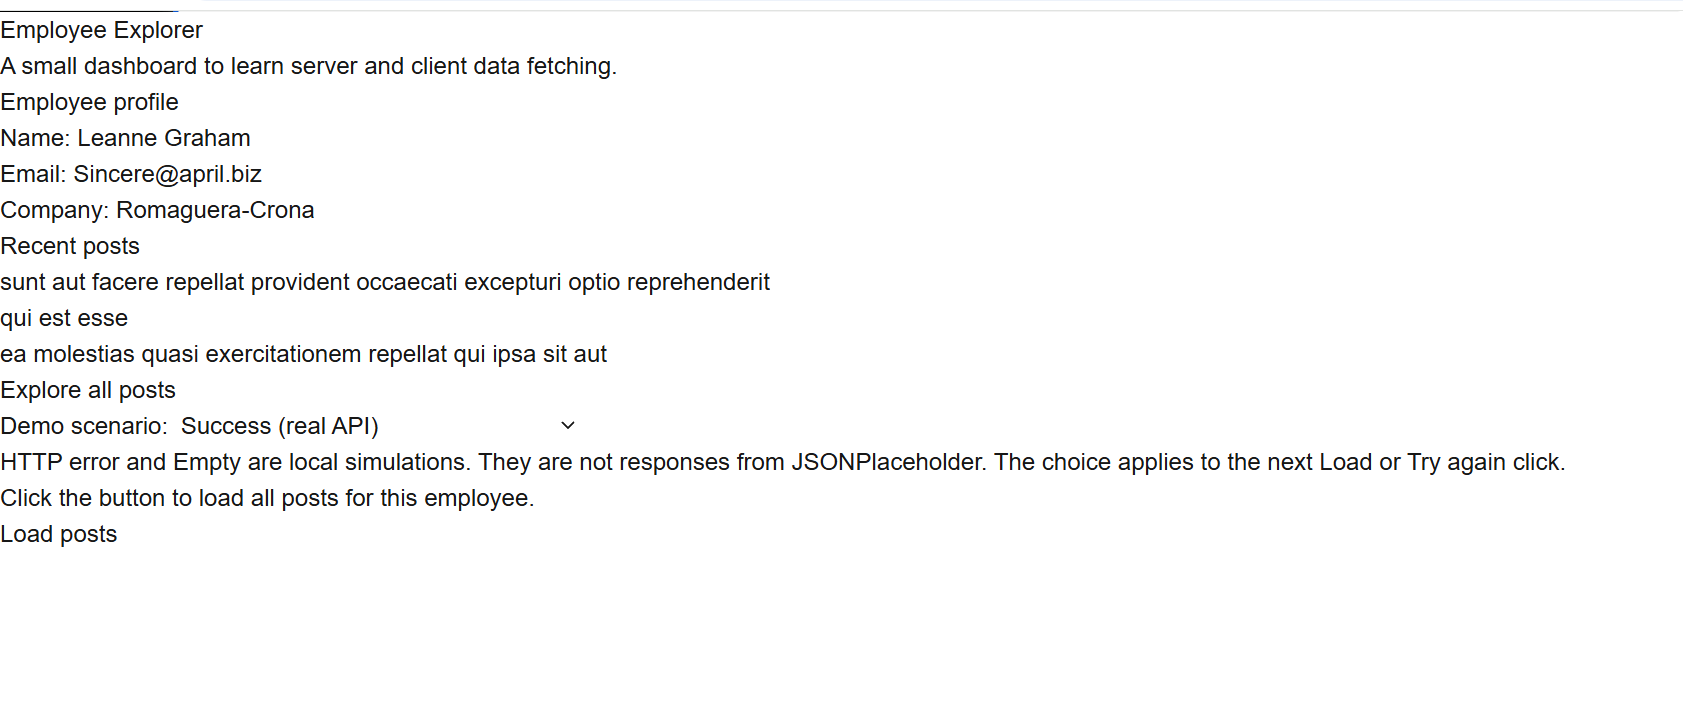 Employee Explorer
A small dashboard to learn server and client data fetching.
Employee profile
Name: Leanne Graham
Email: Sincere@april.biz
Company: Romaguera-Crona
Recent posts
sunt aut facere repellat provident occaecati excepturi optio reprehenderit
qui est esse
ea molestias quasi exercitationem repellat qui ipsa sit aut
Explore all posts
Demo scenario: Success (real API)
HTTP error and Empty are local simulations. They are not responses from JSONPlaceholder. The choice applies to the next Load or Try again click.
Click the button to load all posts for this employee.
Load posts